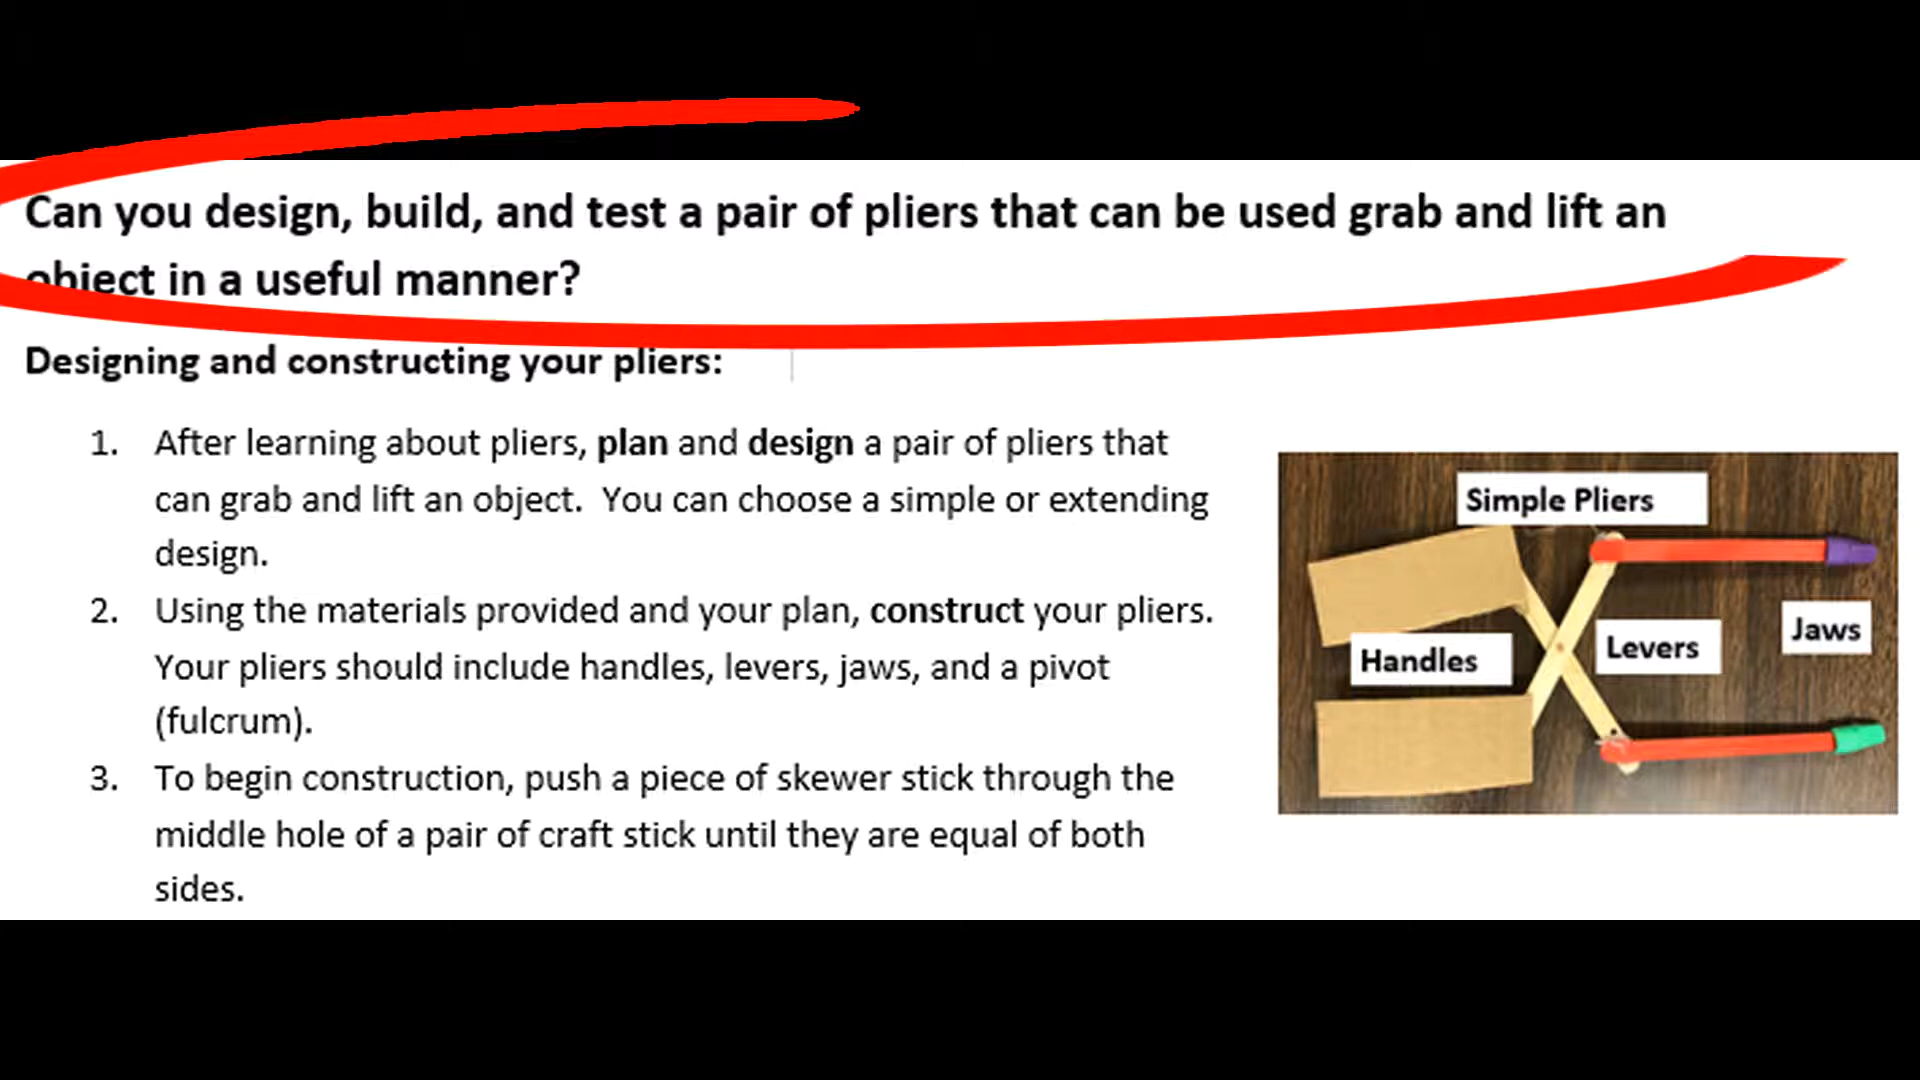 Can you design, build, and test a pair of pliers that can be used grab and lift an
object in a useful manner?
Designing and constructing your pliers:
1. After learning about pliers, plan and design a pair of pliers that
can grab and lift an object. You can choose a simple or extending
design.
2. Using the materials provided and your plan, construct your pliers.
Your pliers should include handles, levers, jaws, and a pivot
(fulcrum).
3. To begin construction, push a piece of skewer stick through the
middle hole of a pair of craft stick until they are equal of both
sides.
Simple Pliers
Jaws
Levers
Handles